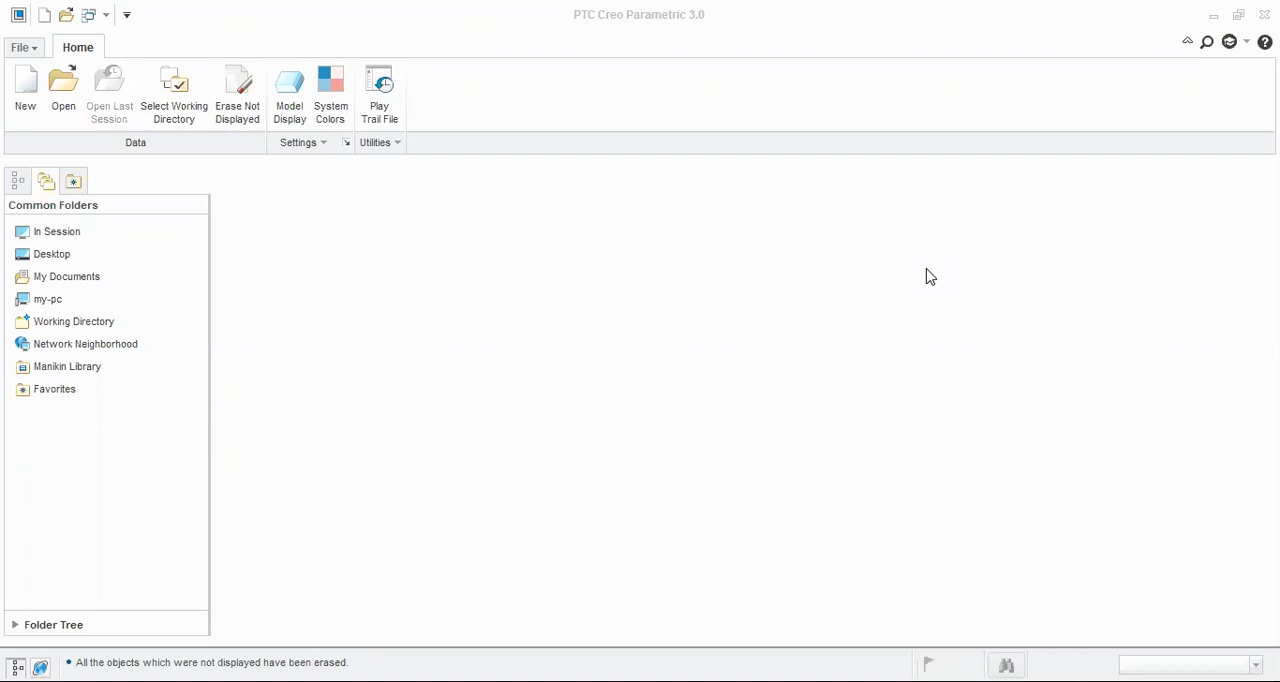 PTC Creo Parametric 3.0
File
Home
New
Open
Open Last
Session
Select Working
Directory
Erase Not
Displayed
Model
Display
System
Colors
Play
Trail File
Data
Settings
Utilities
Common Folders
In Session
Desktop
My Documents
my-pc
Working Directory
Network Neighborhood
Manikin Library
Favorites
Folder Tree
All the objects which were not displayed have been erased.